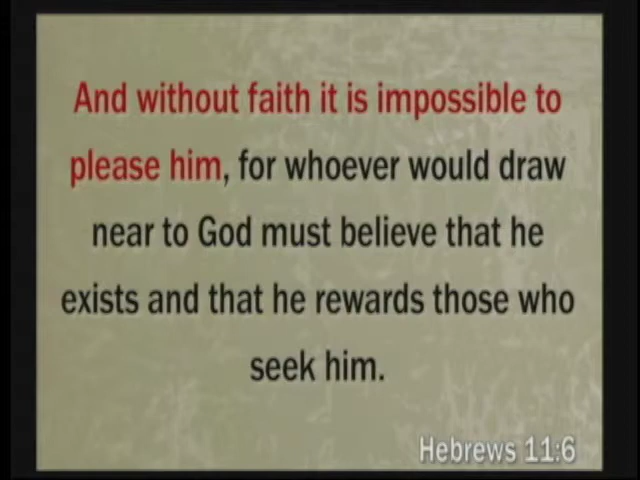 And without faith it is impossible to
please him, for whoever would draw
near to God must believe that he
exists and that he rewards those who
seek him.
Hebrews 11:6